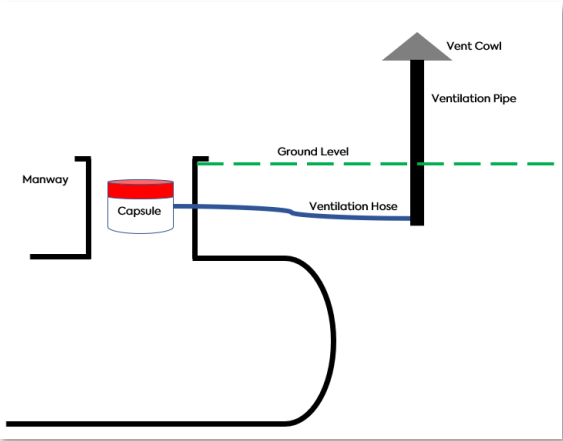 Vent Cowl
Ventilation Pipe
Ground Level
Manway
Capsule
Ventilation Hose